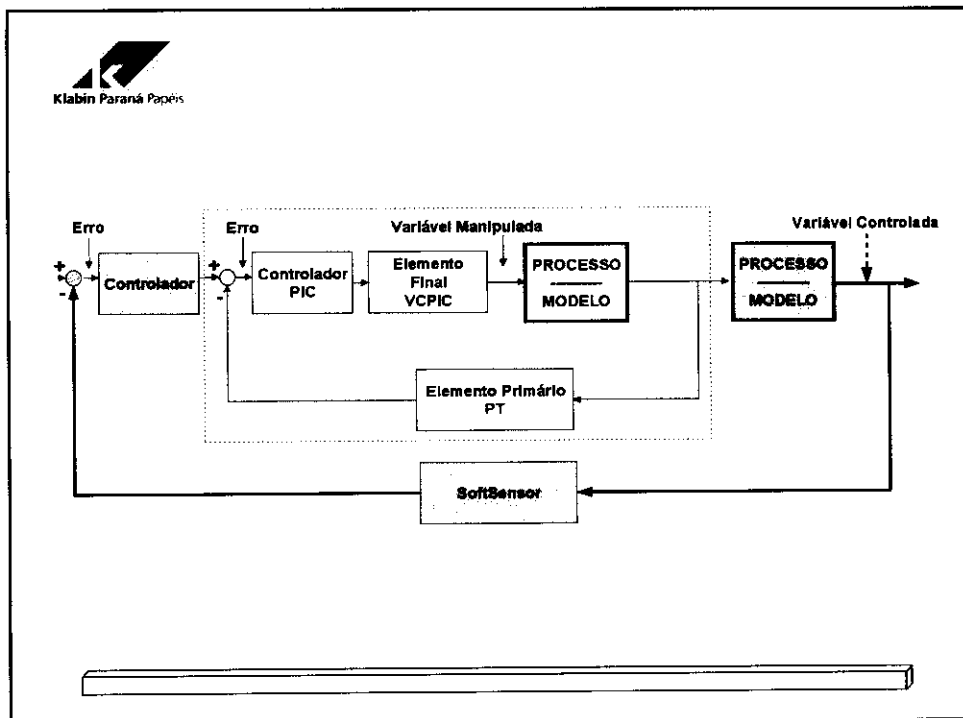 Klabin Paraná Papéis
Erro
Erro
Variável Manipulada
Variável Controlada
+
-
Controlador
+
-
Controlador
PIC
Elemento
Final
VCPIC
PROCESSO
MODELO
PROCESSO
MODELO
Elemento Primário
PT
SoftSensor